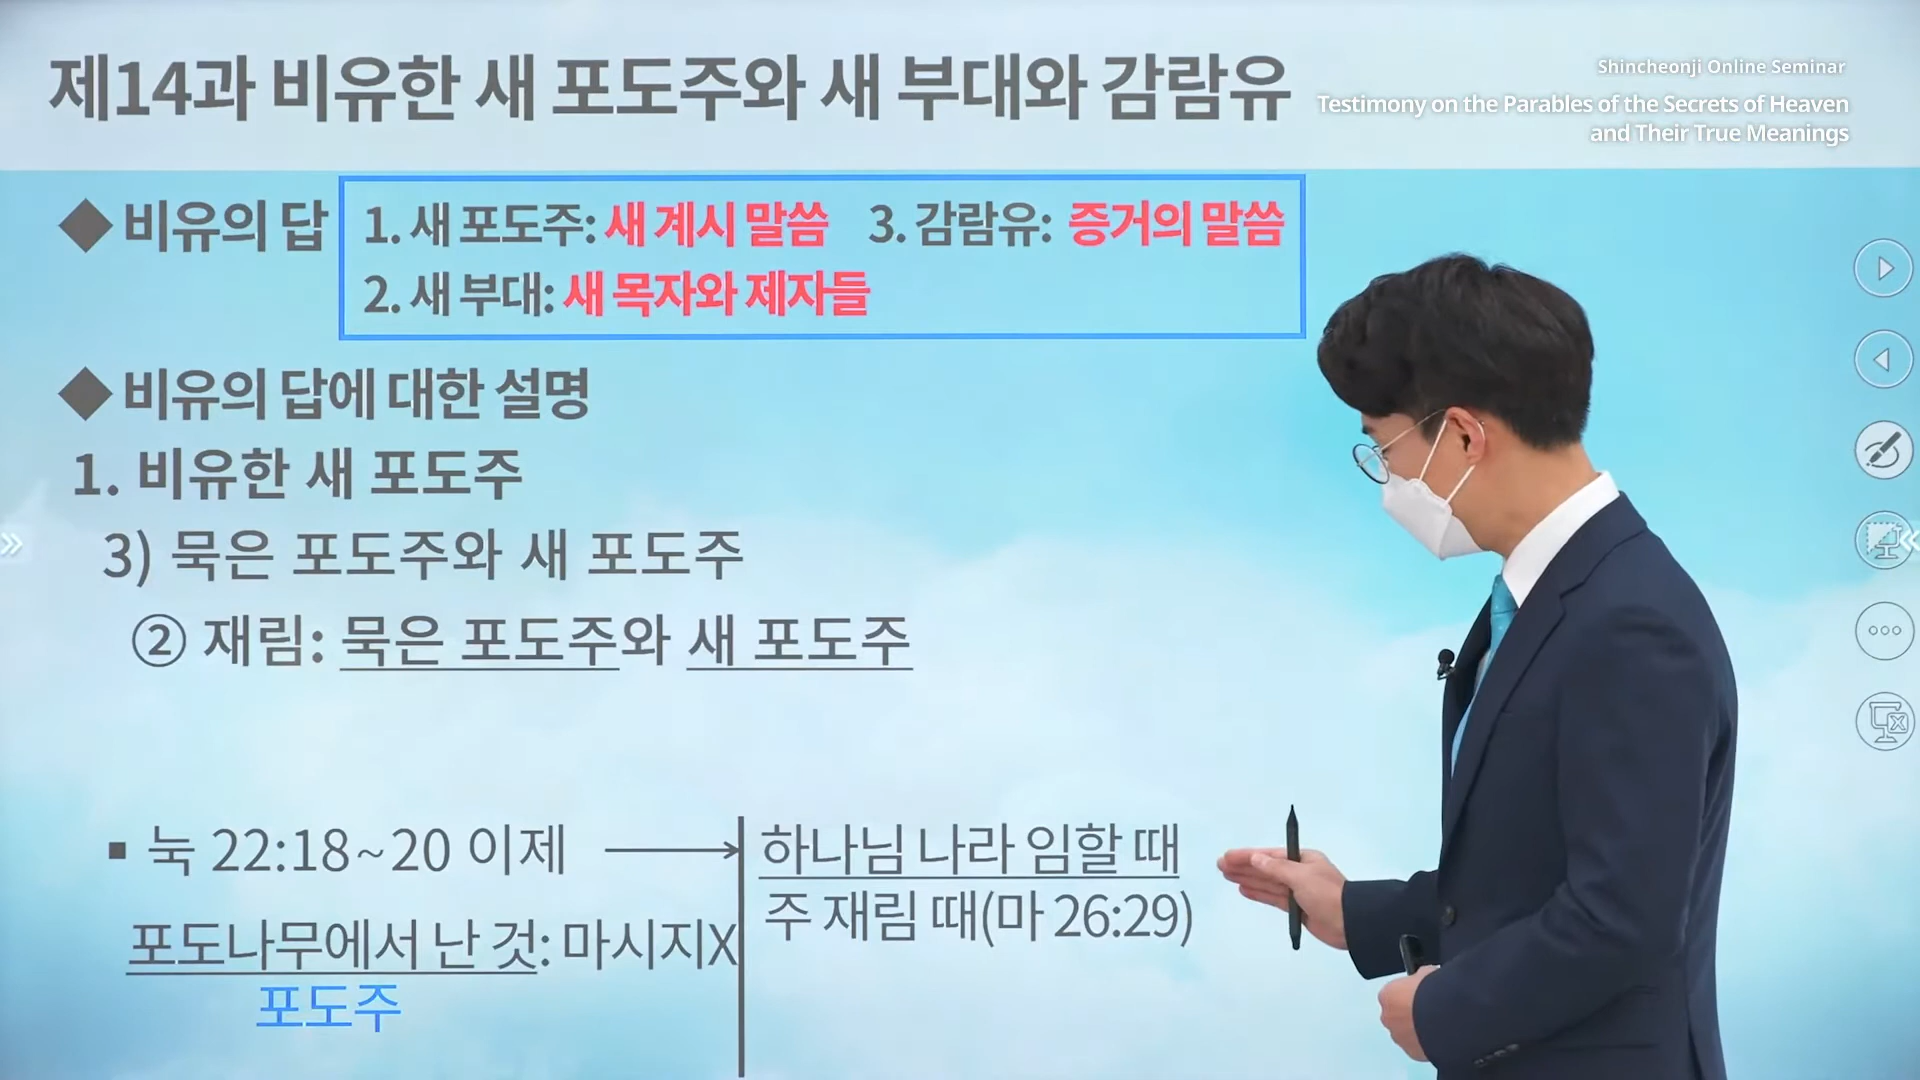 제14과 비유한 새 포도주와 새 부대와 감람유
Shincheonji Online Seminar
Testimony on the Parables of the Secrets of Heaven
and Their True Meanings
◆ 비유의 답
1. 새 포도주: 새 계시 말씀 3. 감람유: 증거의 말씀
2. 새 부대: 새 목자와 제자들
◆ 비유의 답에 대한 설명
1. 비유한 새 포도주
3) 묵은 포도주와 새 포도주
② 재림: 묵은 포도주와 새 포도주
▪ 눅 22:18~20 이제
포도나무에서 난 것: 마시지X
포도주
하나님 나라 임할 때
주 재림 때(마 26:29)